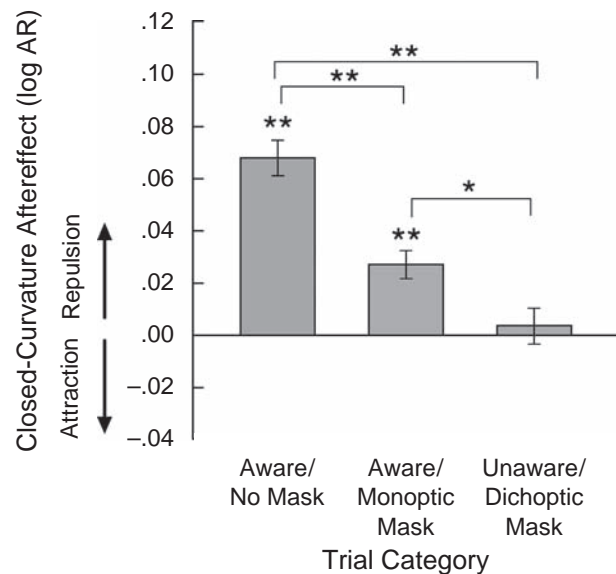 Closed-Curvature Aftereffect (log AR)
Repulsion
Attraction
.12
.10
.08
.06
.04
.02
.00
–.02
–.04
**
**
**
**
*
Aware/
No Mask
Aware/
Monoptic
Mask
Unaware/
Dichoptic
Mask
Trial Category